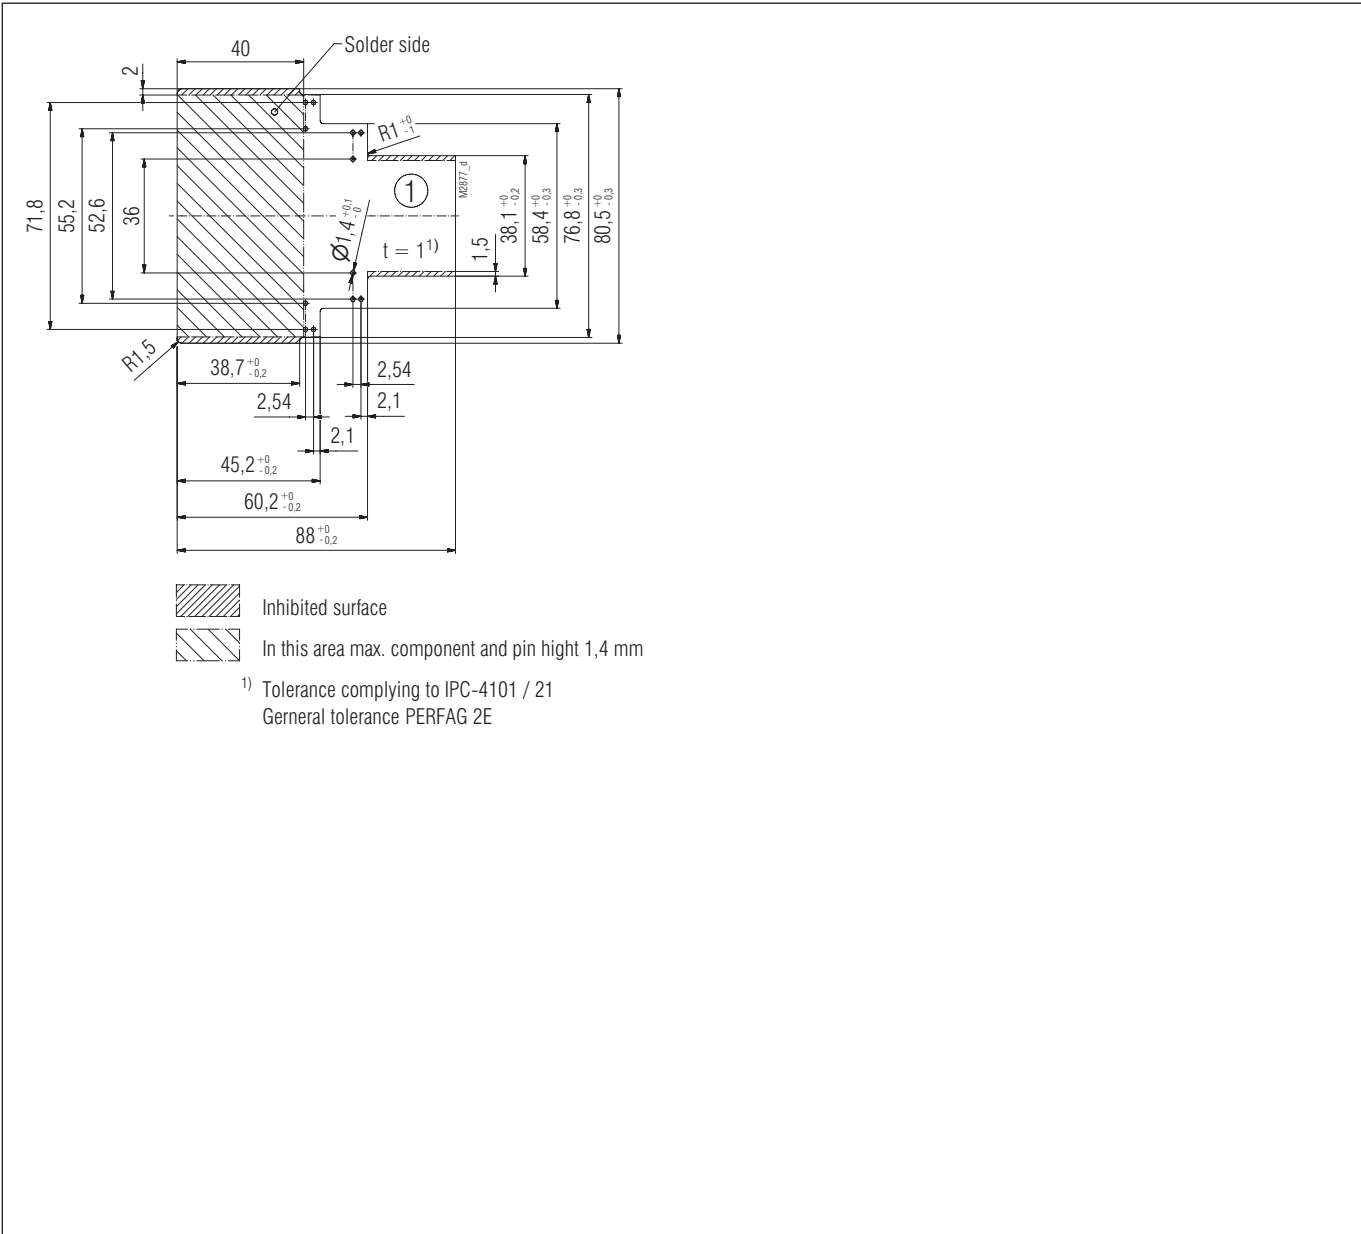 40
Solder side
2
R1 +0 -1
71,8
55,2
52,6
36
Ø1,4 +0,1 -0
1
M2877_d
t = 1 1)
1,5
38,1 +0 -0,2
58,4 +0 -0,3
76,8 +0 -0,3
80,5 +0 -0,3
R1,5
38,7 +0 -0,2
2,54
2,54
2,1
2,1
45,2 +0 -0,2
60,2 +0 -0,2
88 +0 -0,2
Inhibited surface
In this area max. component and pin hight 1,4 mm
1) Tolerance complying to IPC-4101 / 21
Gerneral tolerance PERFAG 2E